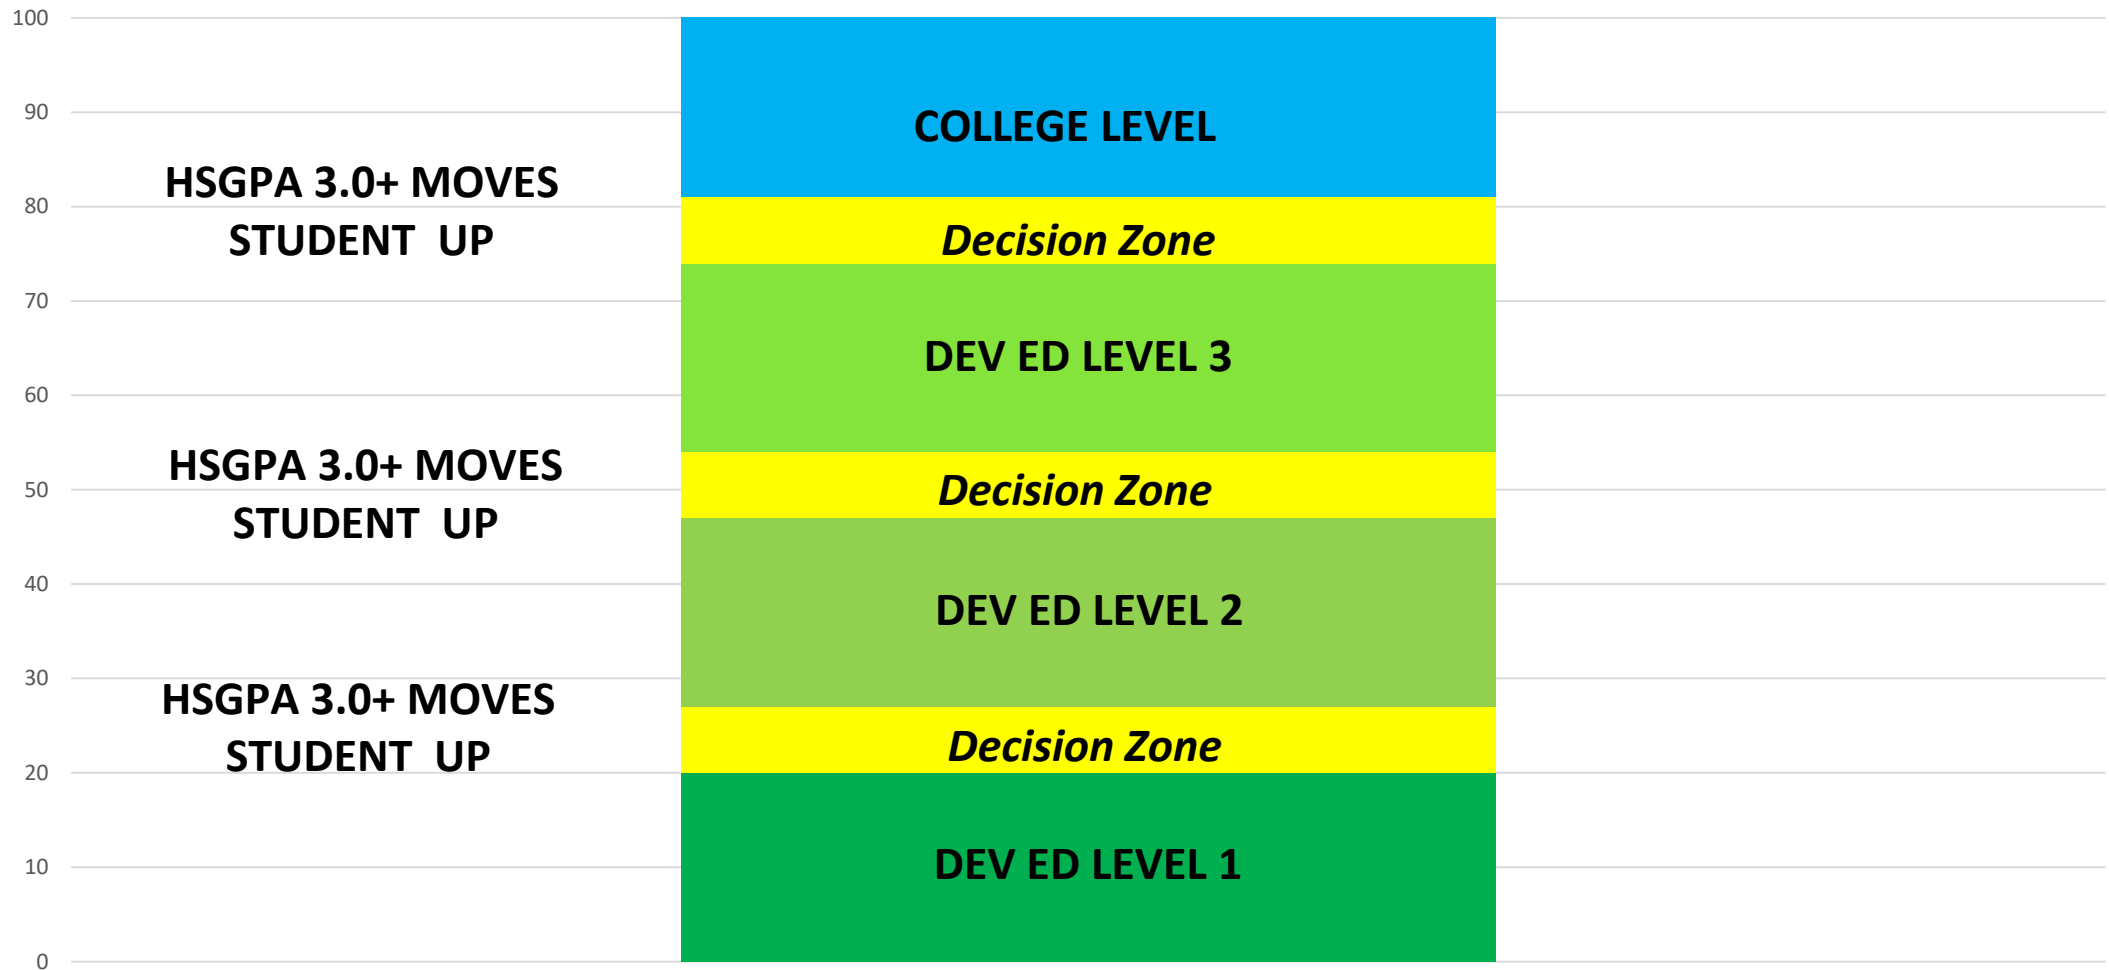 100
90
80
70
60
50
40
30
20
10
0
HSGPA 3.0+ MOVES
STUDENT  UP
HSGPA 3.0+ MOVES
STUDENT  UP
HSGPA 3.0+ MOVES
STUDENT  UP
COLLEGE LEVEL
Decision Zone
DEV ED LEVEL 3
Decision Zone
DEV ED LEVEL 2
Decision Zone
DEV ED LEVEL 1